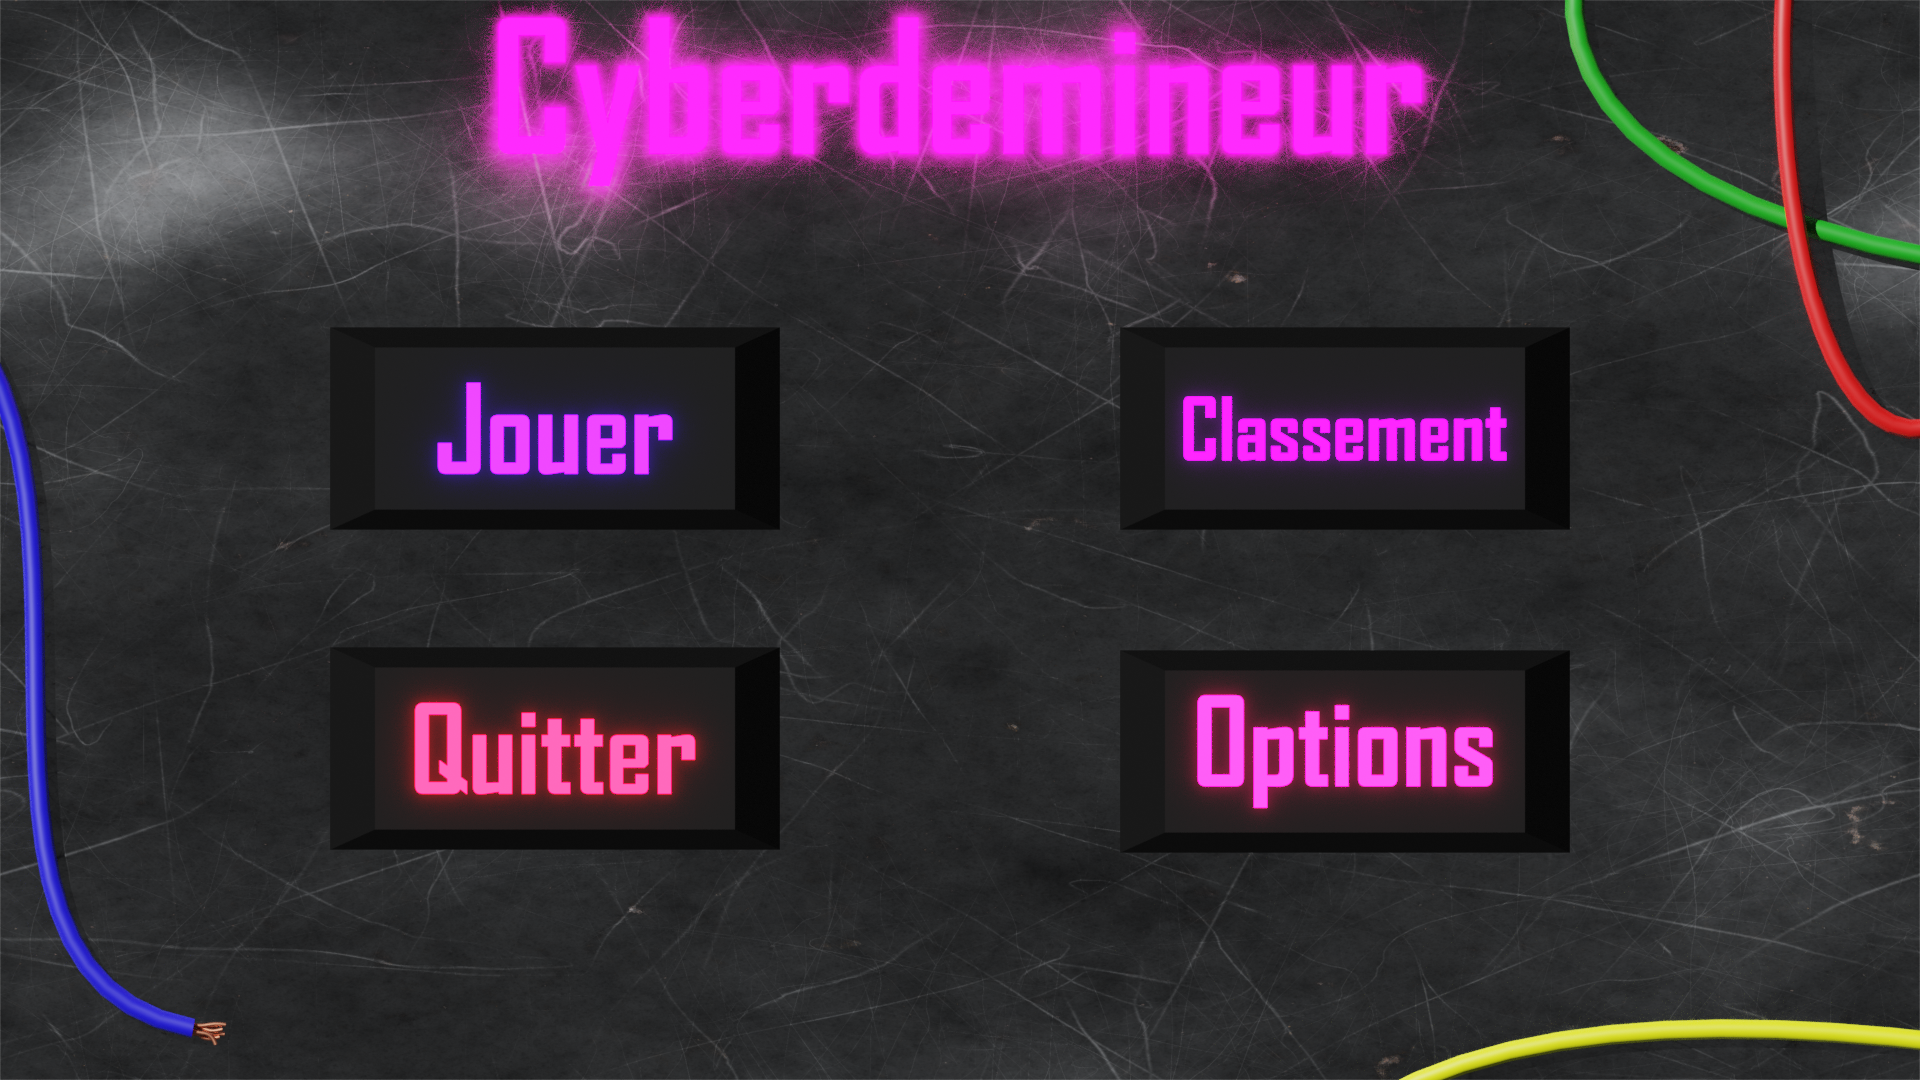 Cyberdemineur
Jouer
Classement
Quitter
Options